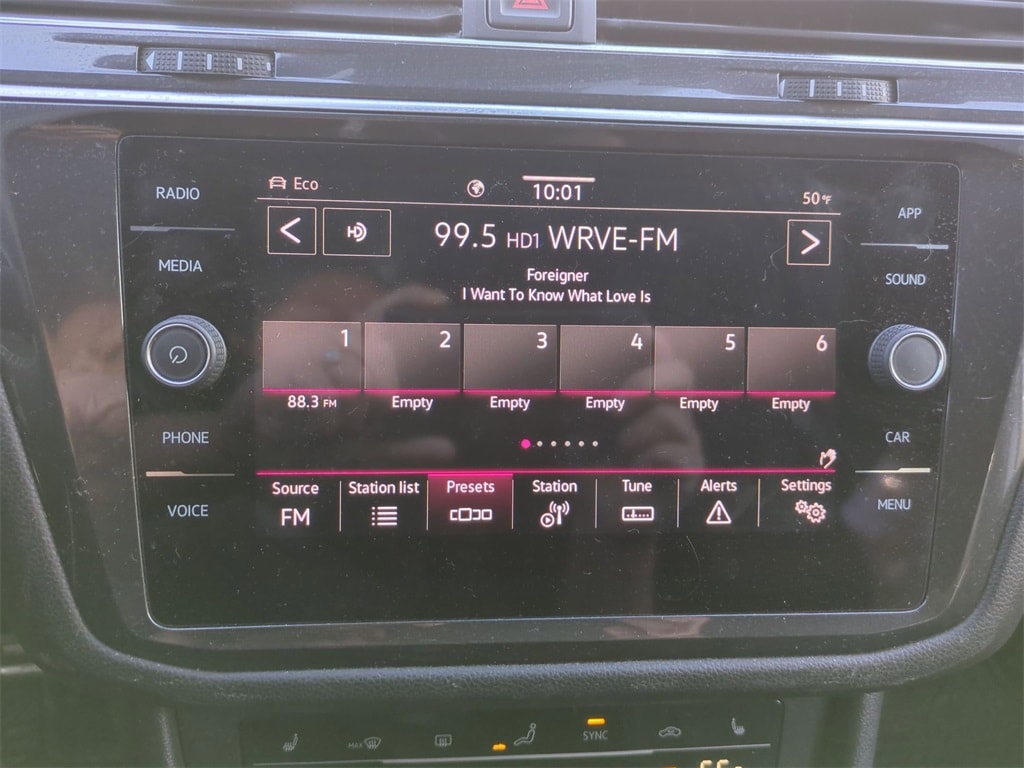 RADIO
MEDIA
PHONE
VOICE
Eco
10:01
50°F
HD
99.5 HD1 WRVE-FM
Foreigner
I Want To Know What Love Is
1 2 3 4 5 6
88.3 FM Empty Empty Empty Empty Empty
Source Station list Presets Station Tune Alerts Settings
FM
APP
SOUND
CAR
MENU
MAX
SYNC